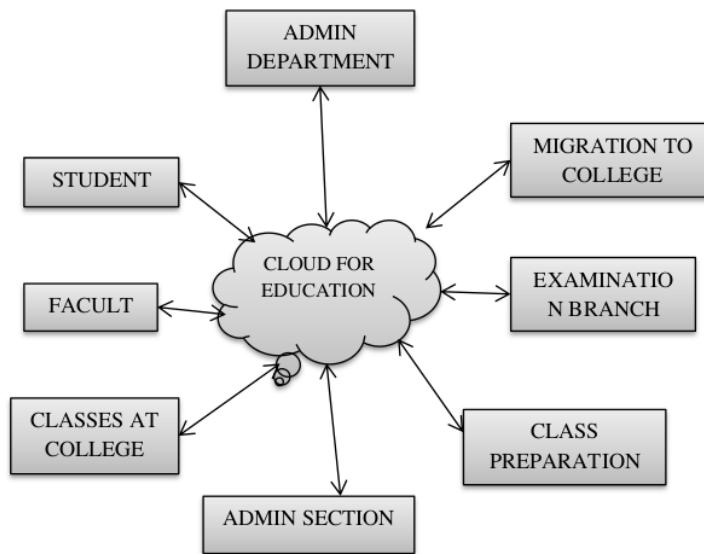 ADMIN
DEPARTMENT
MIGRATION TO
COLLEGE
STUDENT
CLOUD FOR
EDUCATION
EXAMINATIO
N BRANCH
FACULT
CLASSES AT
COLLEGE
CLASS
PREPARATION
ADMIN SECTION